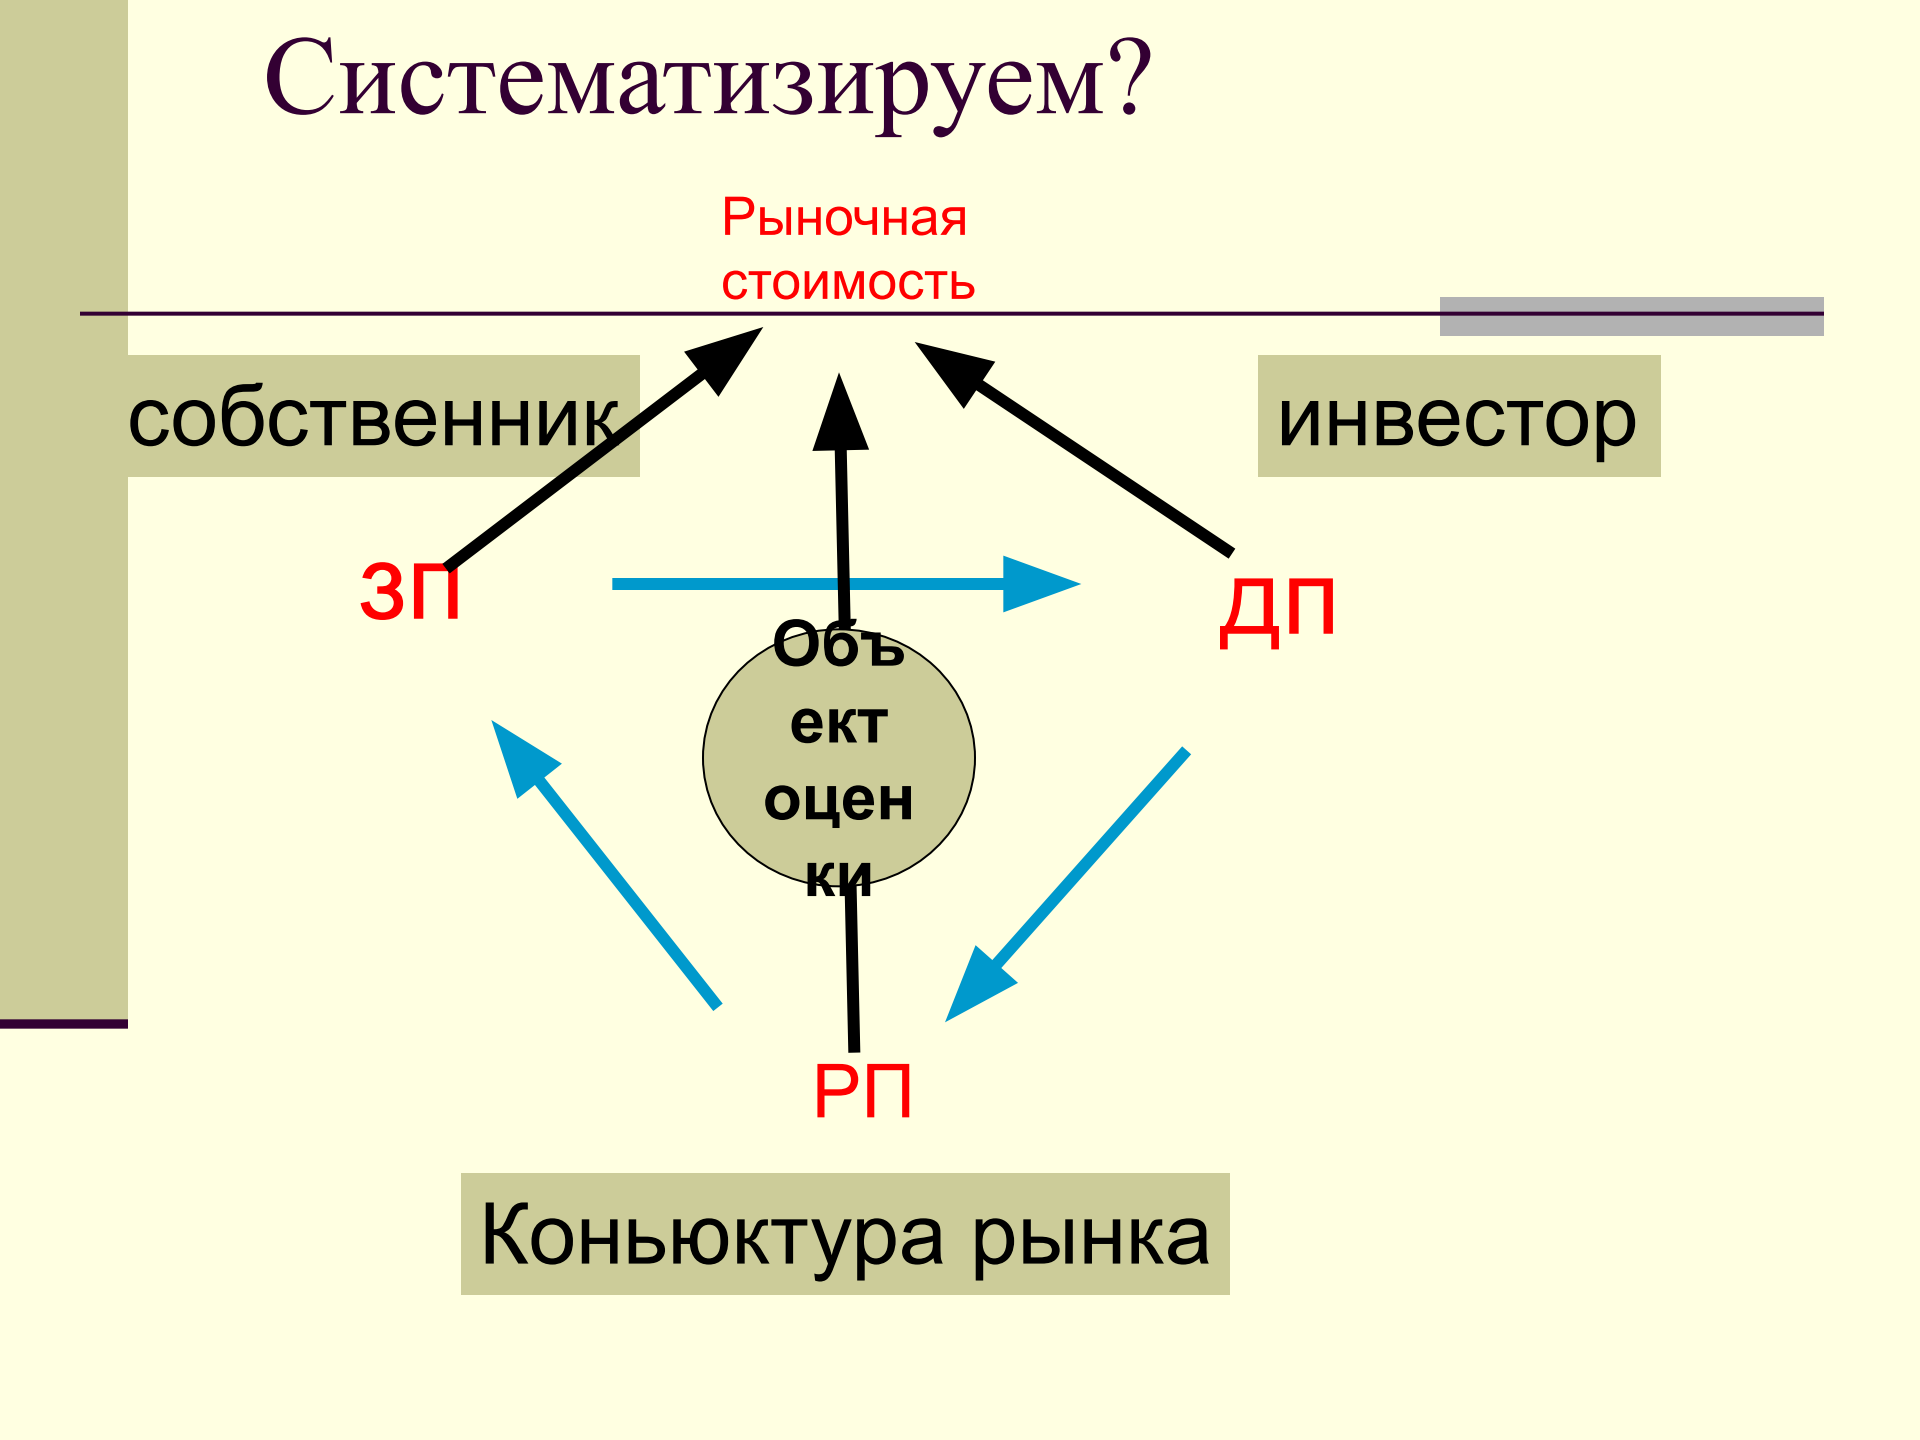 Систематизируем?
Рыночная
стоимость
собственник
инвестор
ЗП
ДП
Объ
ект
оцен
ки
РП
Коньюктура рынка